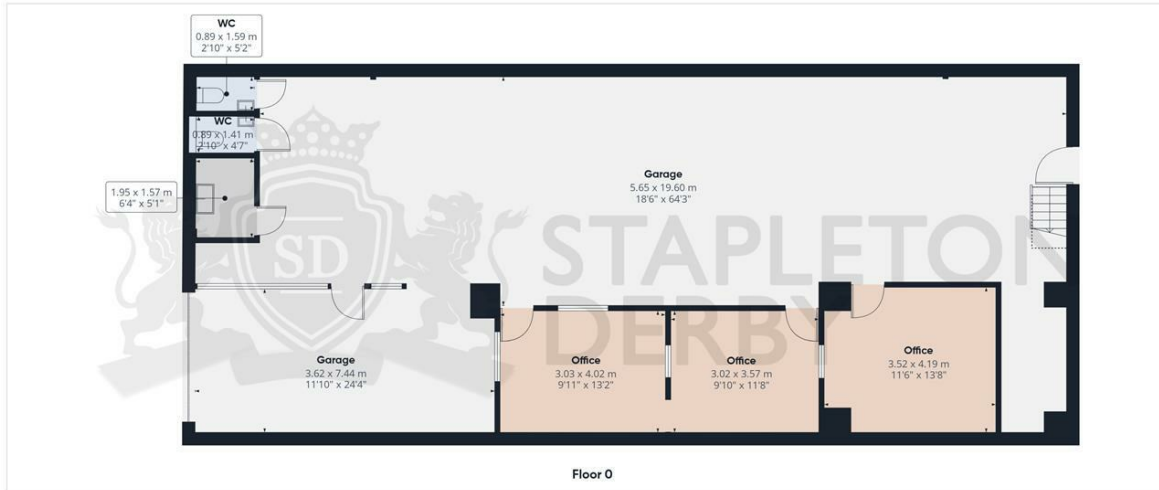 WC
0.89 x 1.59 m
2'10" x 5'2"
WC
0.89 x 1.41 m
2'10" x 4'7"
1.95 x 1.57 m
6'4" x 5'1"
Garage
5.65 x 19.60 m
18'6" x 64'3"
SD
STAPLETON
DERBY
Garage
3.62 x 7.44 m
11'10" x 24'4"
Office
3.03 x 4.02 m
9'11" x 13'2"
Office
3.02 x 3.57 m
9'10" x 11'8"
Office
3.52 x 4.19 m
11'6" x 13'8"
Floor 0